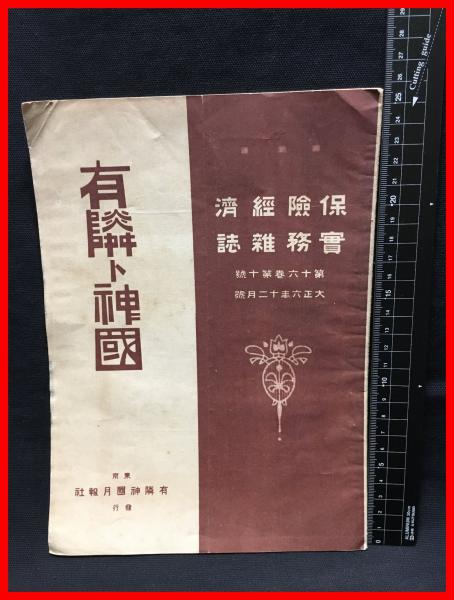 保險經濟
實務雜誌
第十六卷第十號
大正六年十二月號
有隣ト神國
東京
有隣神國月報社
發行
Cutting guide